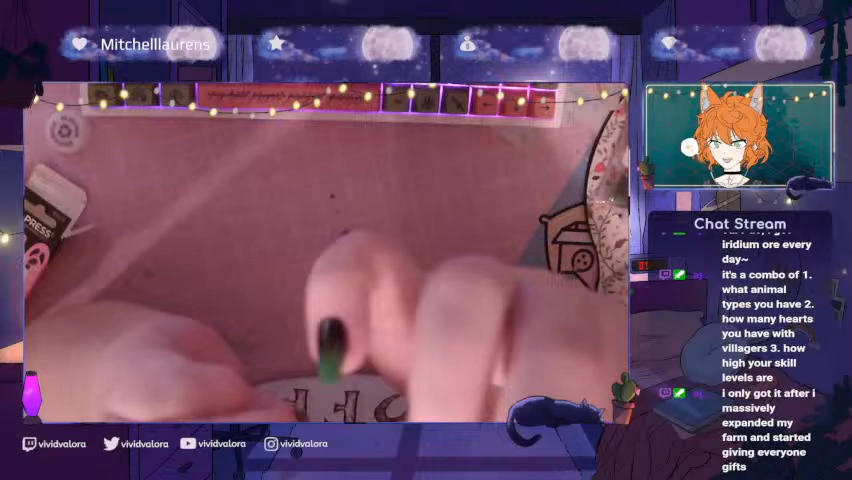 Mitchelllaurens
PRESS
Chat Stream
iridium ore every
day~
it's a combo of 1.
what animal
types you have 2.
how many hearts
you have with
villagers 3. how
high your skill
levels are
i only got it after i
massively
expanded my
farm and started
giving everyone
gifts
vividvalora
vividvalora
vividvalora
vividvalora